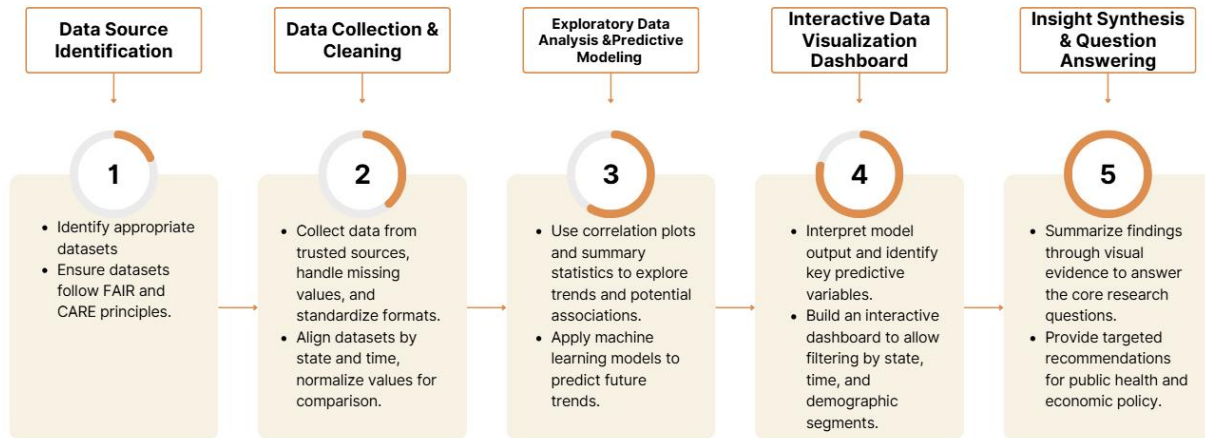 Data Source
Identification
Data Collection &
Cleaning
Exploratory Data
Analysis &Predictive
Modeling
Interactive Data
Visualization
Dashboard
Insight Synthesis
& Question
Answering
1
• Identify appropriate
datasets
• Ensure datasets
follow FAIR and
CARE principles.
2
• Collect data from
trusted sources,
handle missing
values, and
standardize formats.
• Align datasets by
state and time,
normalize values for
comparison.
3
• Use correlation plots
and summary
statistics to explore
trends and potential
associations.
• Apply machine
learning models to
predict future
trends.
4
• Interpret model
output and identify
key predictive
variables.
• Build an interactive
dashboard to allow
filtering by state,
time, and
demographic
segments.
5
• Summarize findings
through visual
evidence to answer
the core research
questions.
• Provide targeted
recommendations
for public health and
economic policy.